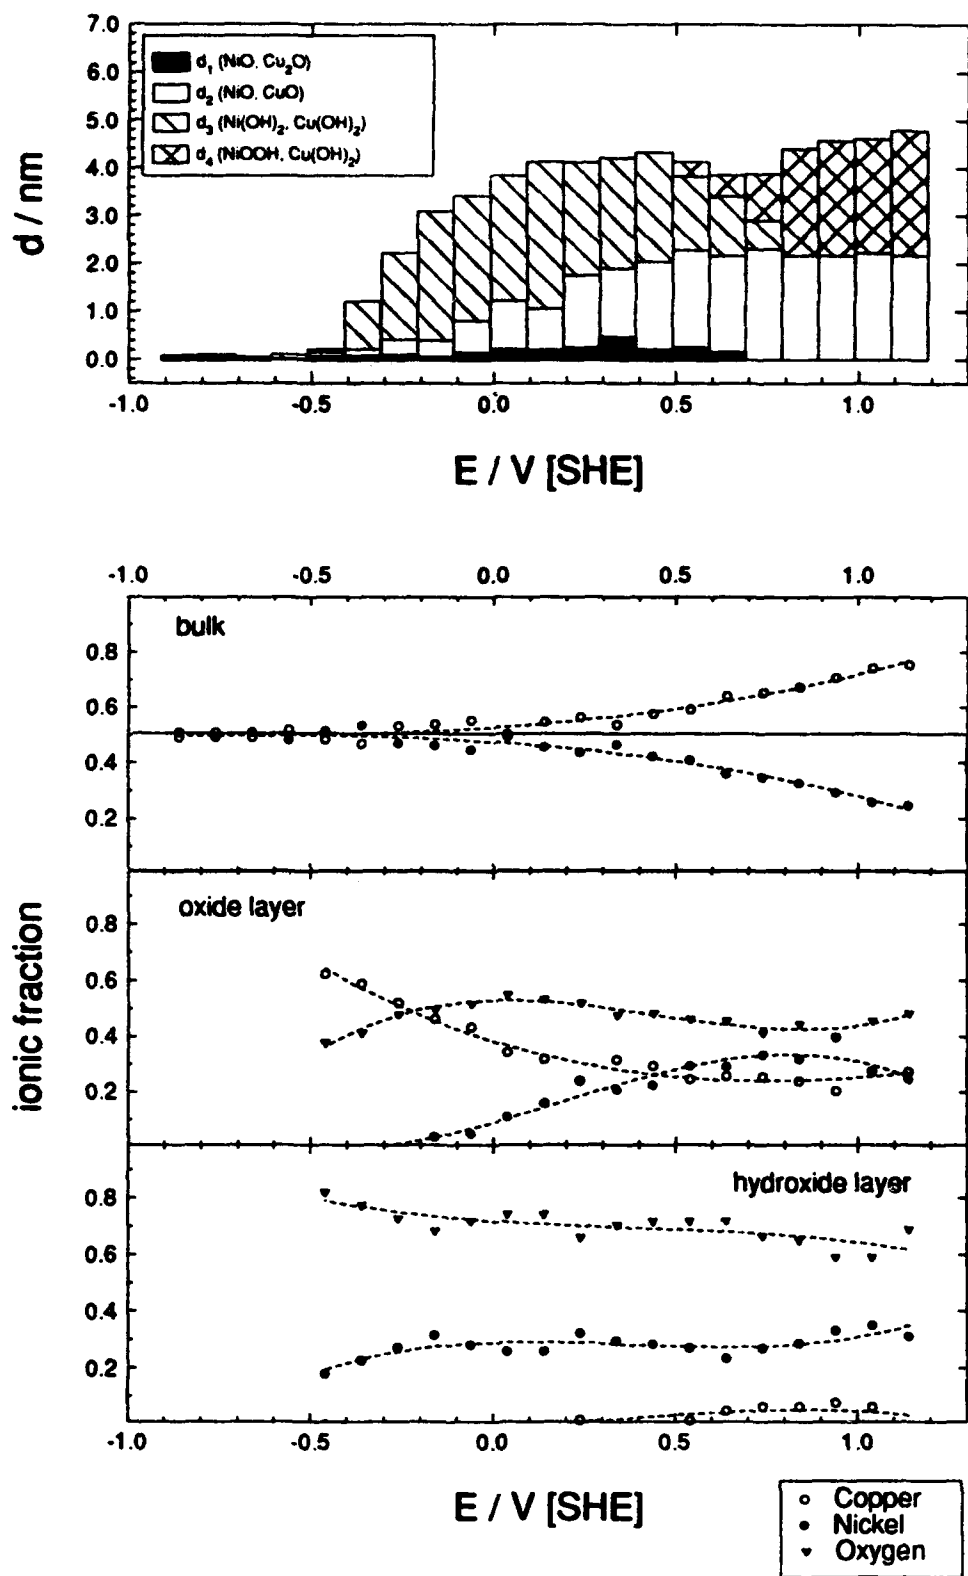 7.0
6.0
5.0
4.0
3.0
2.0
1.0
0.0
d / nm
d1 (NiO, Cu2O)
d2 (NiO, CuO)
d3 (Ni(OH)2, Cu(OH)2)
d4 (NiOOH, Cu(OH)2)
-1.0 -0.5 0.0 0.5 1.0
E / V [SHE]
-1.0 -0.5 0.0 0.5 1.0
bulk
0.8
0.6
0.4
0.2
oxide layer
0.8
0.6
0.4
0.2
ionic fraction
hydroxide layer
0.8
0.6
0.4
0.2
-1.0 -0.5 0.0 0.5 1.0
E / V [SHE]
Copper
Nickel
Oxygen